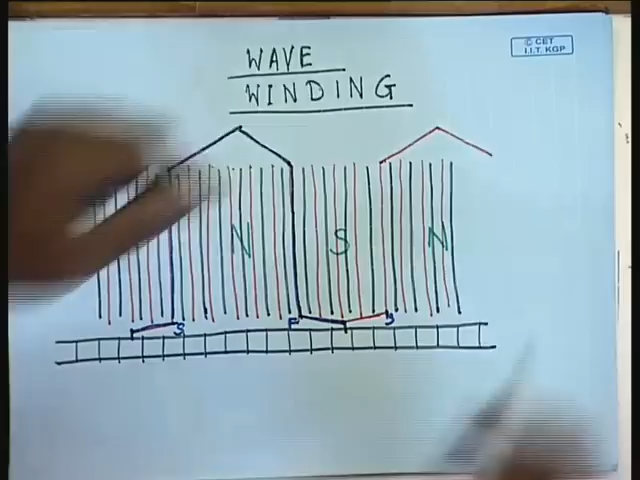 WAVE
WINDING
© CET
I.I.T. KGP
N S N
S F S